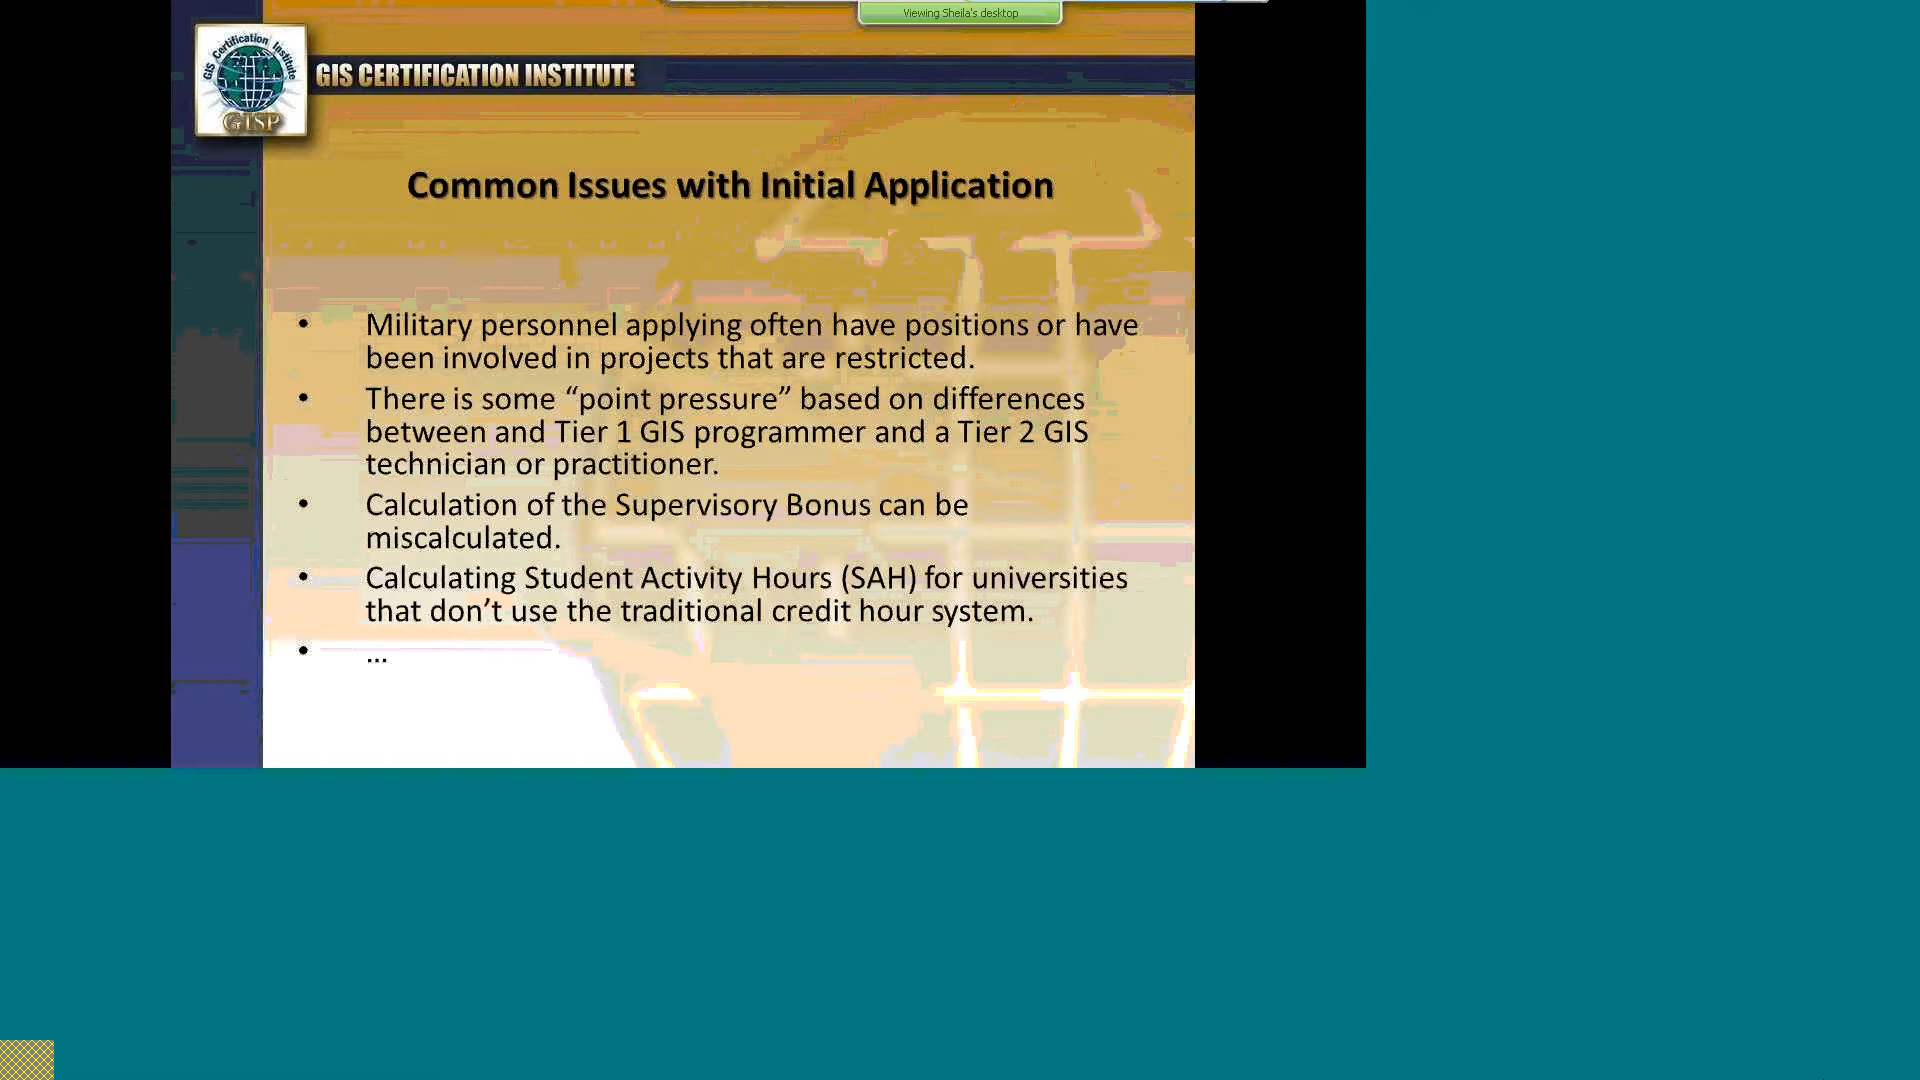 Viewing Sheila's desktop
GIS Certification Institute
GISP
GIS CERTIFICATION INSTITUTE
Common Issues with Initial Application
• Military personnel applying often have positions or have
been involved in projects that are restricted.
• There is some “point pressure” based on differences
between and Tier 1 GIS programmer and a Tier 2 GIS
technician or practitioner.
• Calculation of the Supervisory Bonus can be
miscalculated.
• Calculating Student Activity Hours (SAH) for universities
that don’t use the traditional credit hour system.
• ...